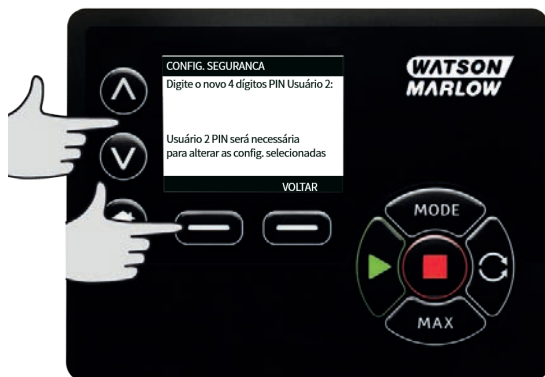 CONFIG. SEGURANCA
Digite o novo 4 dígitos PIN Usuário 2:
Usuário 2 PIN será necessária
para alterar as config. selecionadas
VOLTAR
WATSON
MARLOW
MODE
MAX